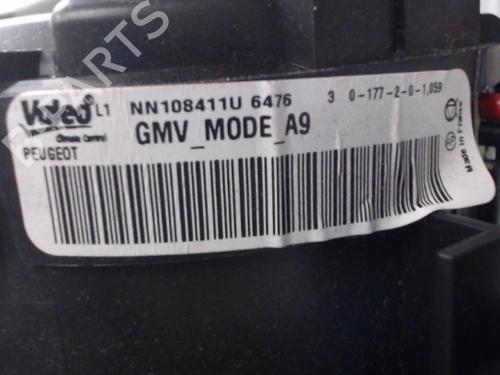 Valeo L1 NN108411U 6476 3 0-177-2-0-1,059
Climate Control
PEUGEOT GMV_MODE_A9
Made in France